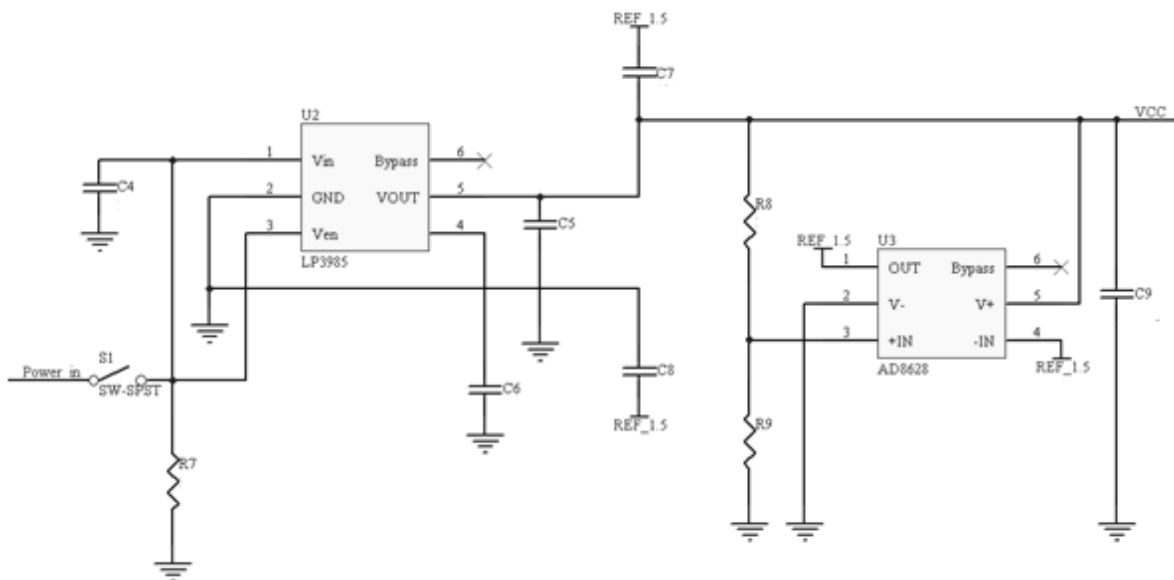 REF_1.5
C7
U2
VCC
1
Vin
Bypass
6
C4
2
GND
VOUT
5
R8
C5
3
Ven
4
REF_1.5
U3
LP3985
1
OUT
Bypass
6
2
V-
V+
5
C9
3
+IN
-IN
4
S1
Power_in
SW-SPST
C6
C8
AD8628
REF_1.5
REF_1.5
R9
R7